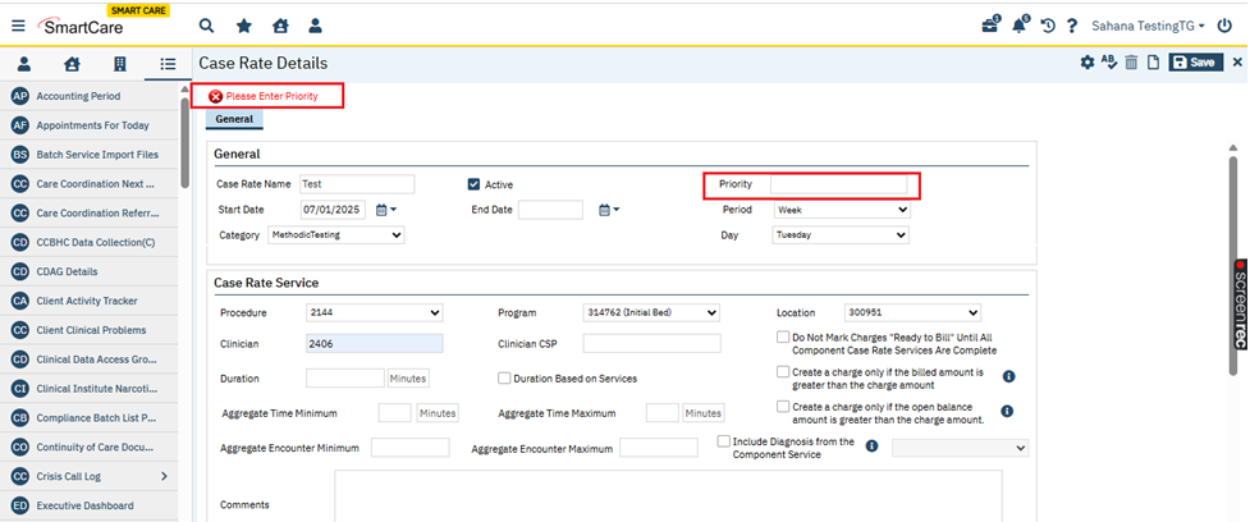 SMART CARE
SmartCare
Sahana TestingTG
Case Rate Details
Save
Please Enter Priority
General
AP Accounting Period
AF Appointments For Today
BS Batch Service Import Files
CC Care Coordination Next ...
CC Care Coordination Referr...
CD CCBHC Data Collection(C)
CD CDAG Details
CA Client Activity Tracker
CC Client Clinical Problems
CD Clinical Data Access Gro...
CI Clinical Institute Narcoti...
CB Compliance Batch List P...
CO Continuity of Care Docu...
CC Crisis Call Log
ED Executive Dashboard
General
Case Rate Name Test Active Priority
Start Date 07/01/2025 End Date Period Week
Category MethodicTesting Day Tuesday
Case Rate Service
Procedure 2144 Program 314762 (Initial Bed) Location 300951
Clinician 2406 Clinician CSP
Do Not Mark Charges "Ready to Bill" Until All
Component Case Rate Services Are Complete
Duration Minutes Duration Based on Services
Create a charge only if the billed amount is
greater than the charge amount
Aggregate Time Minimum Minutes Aggregate Time Maximum Minutes
Create a charge only if the open balance
amount is greater than the charge amount.
Aggregate Encounter Minimum Aggregate Encounter Maximum
Include Diagnosis from the
Component Service
Comments
screenrec